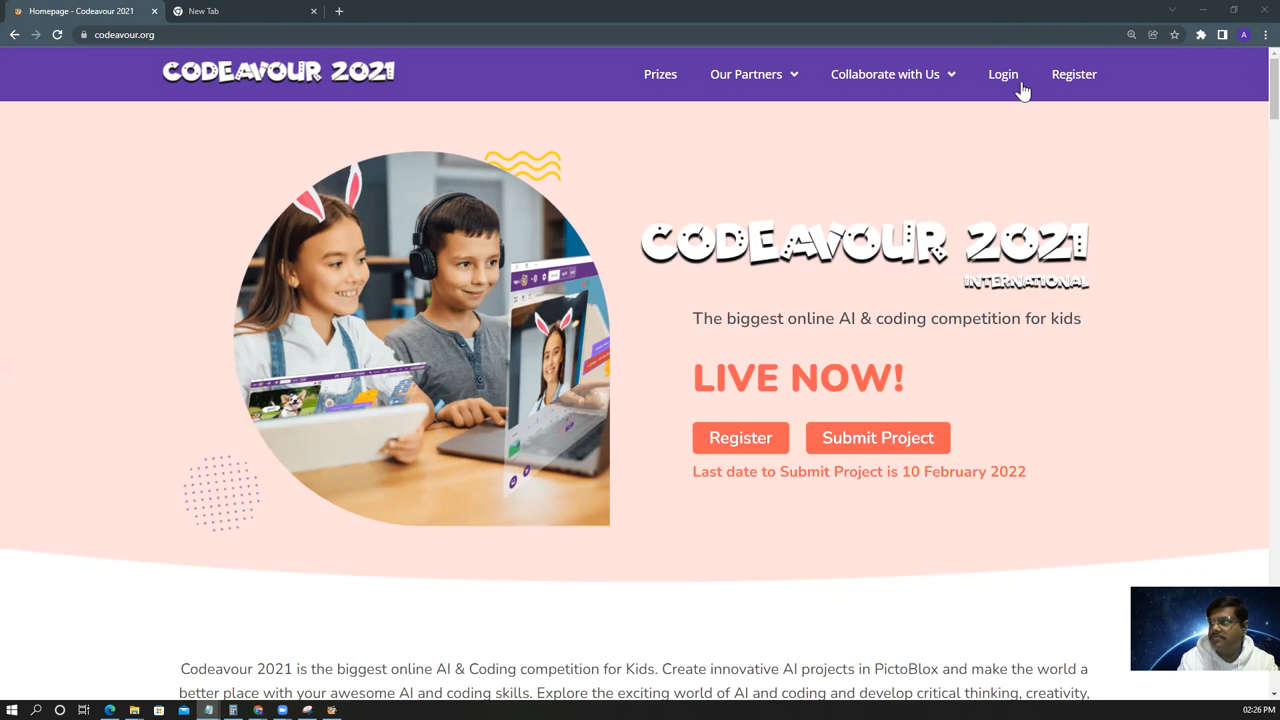 Homepage - Codeavour 2021
New Tab
codeavour.org
A
CODEAVOUR 2021
Prizes
Our Partners
Collaborate with Us
Login
Register
CODEAVOUR 2021
INTERNATIONAL
The biggest online AI & coding competition for kids
LIVE NOW!
Register
Submit Project
Last date to Submit Project is 10 February 2022
Codeavour 2021 is the biggest online AI & Coding competition for Kids. Create innovative AI projects in PictoBlox and make the world a
better place with your awesome AI and coding skills. Explore the exciting world of AI and coding and develop critical thinking, creativity,
02:26 PM